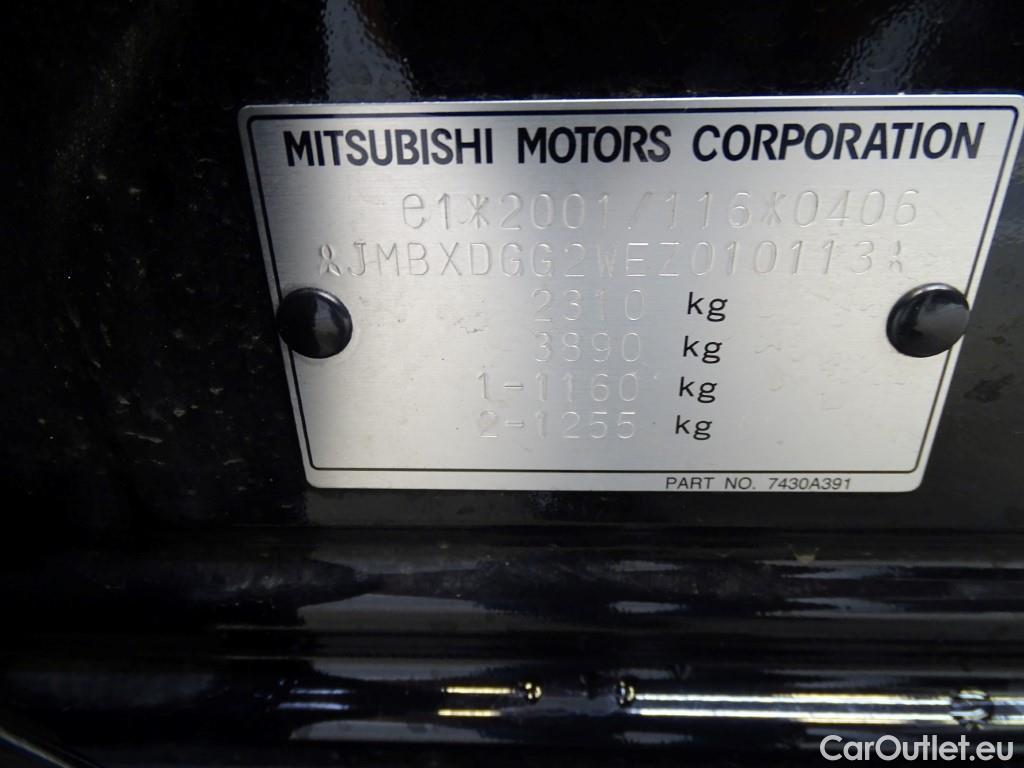 MITSUBISHI MOTORS CORPORATION
e1*2001/116*0406
JMBXDGG2WEZ010113
2310 kg
3890 kg
1-1160 kg
2-1255 kg
PART NO. 7430A391
CarOutlet.eu